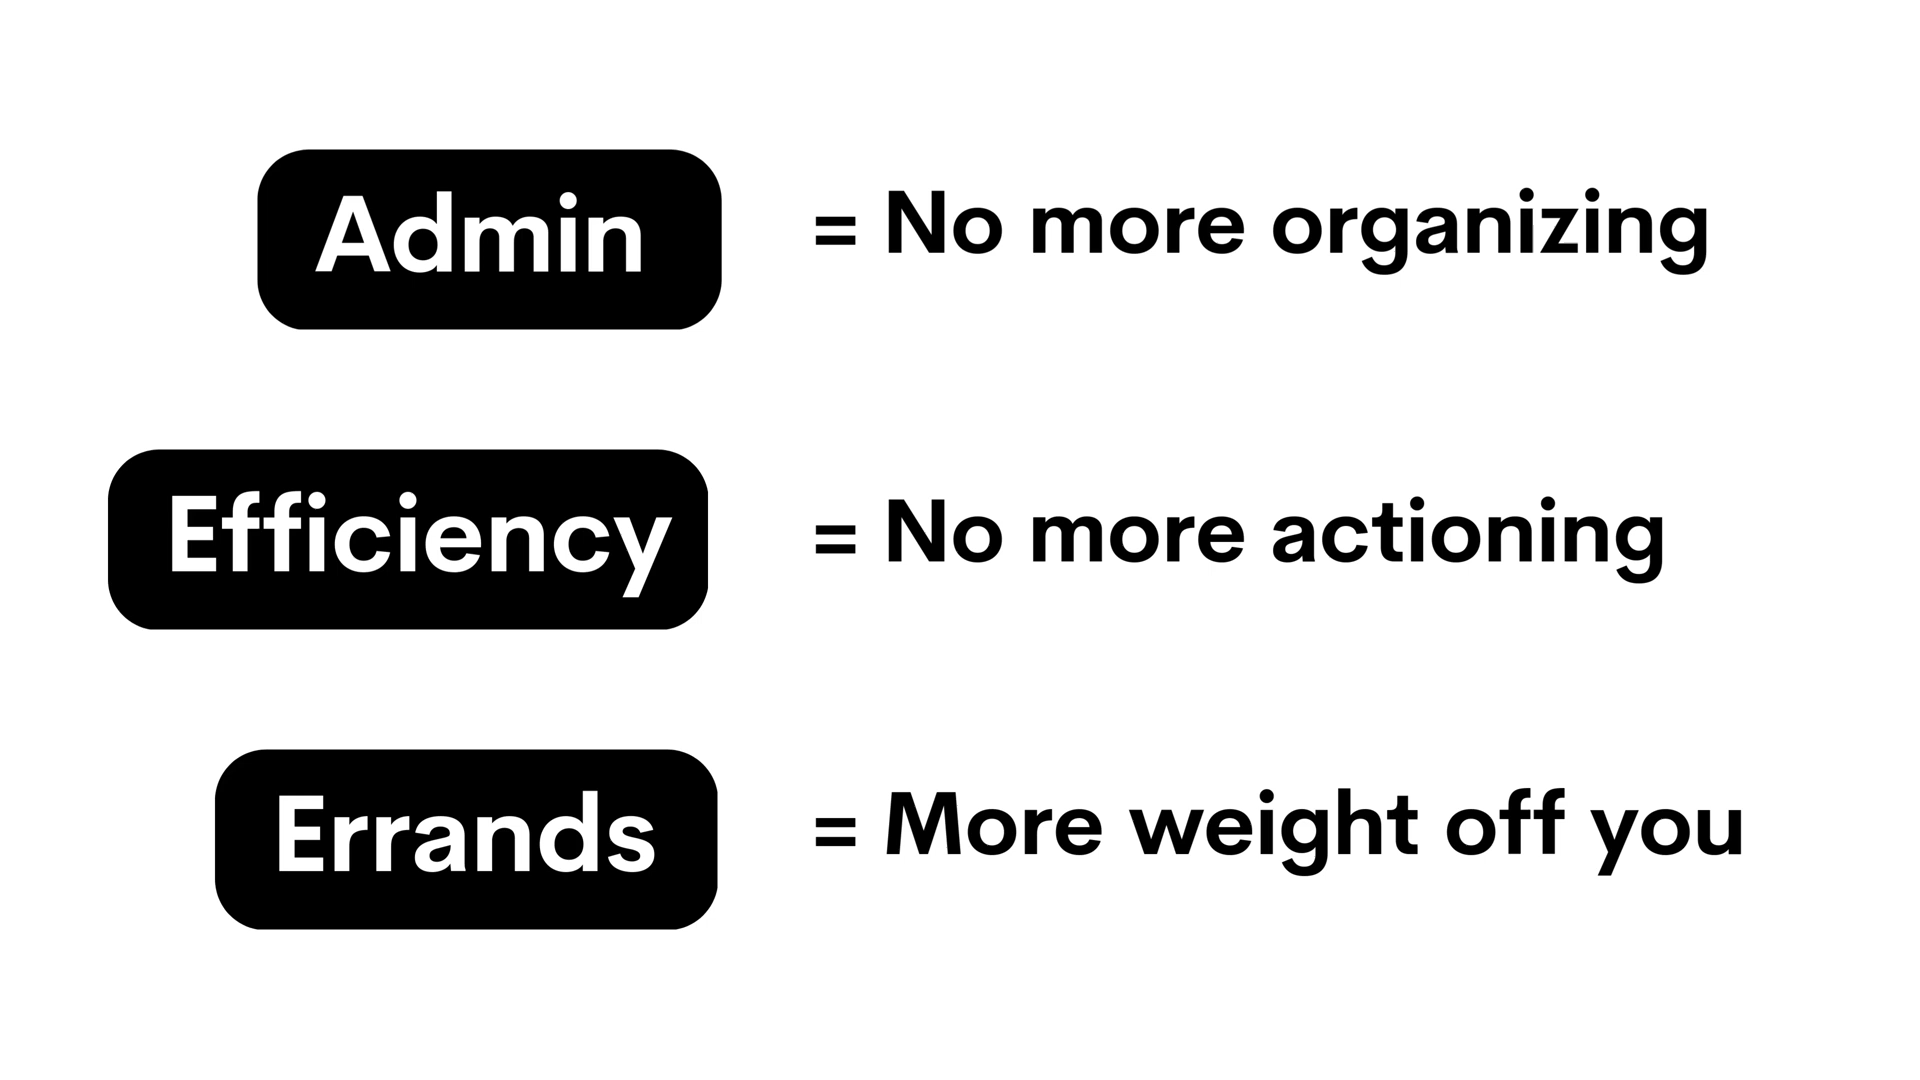 Admin = No more organizing
Efficiency = No more actioning
Errands = More weight off you